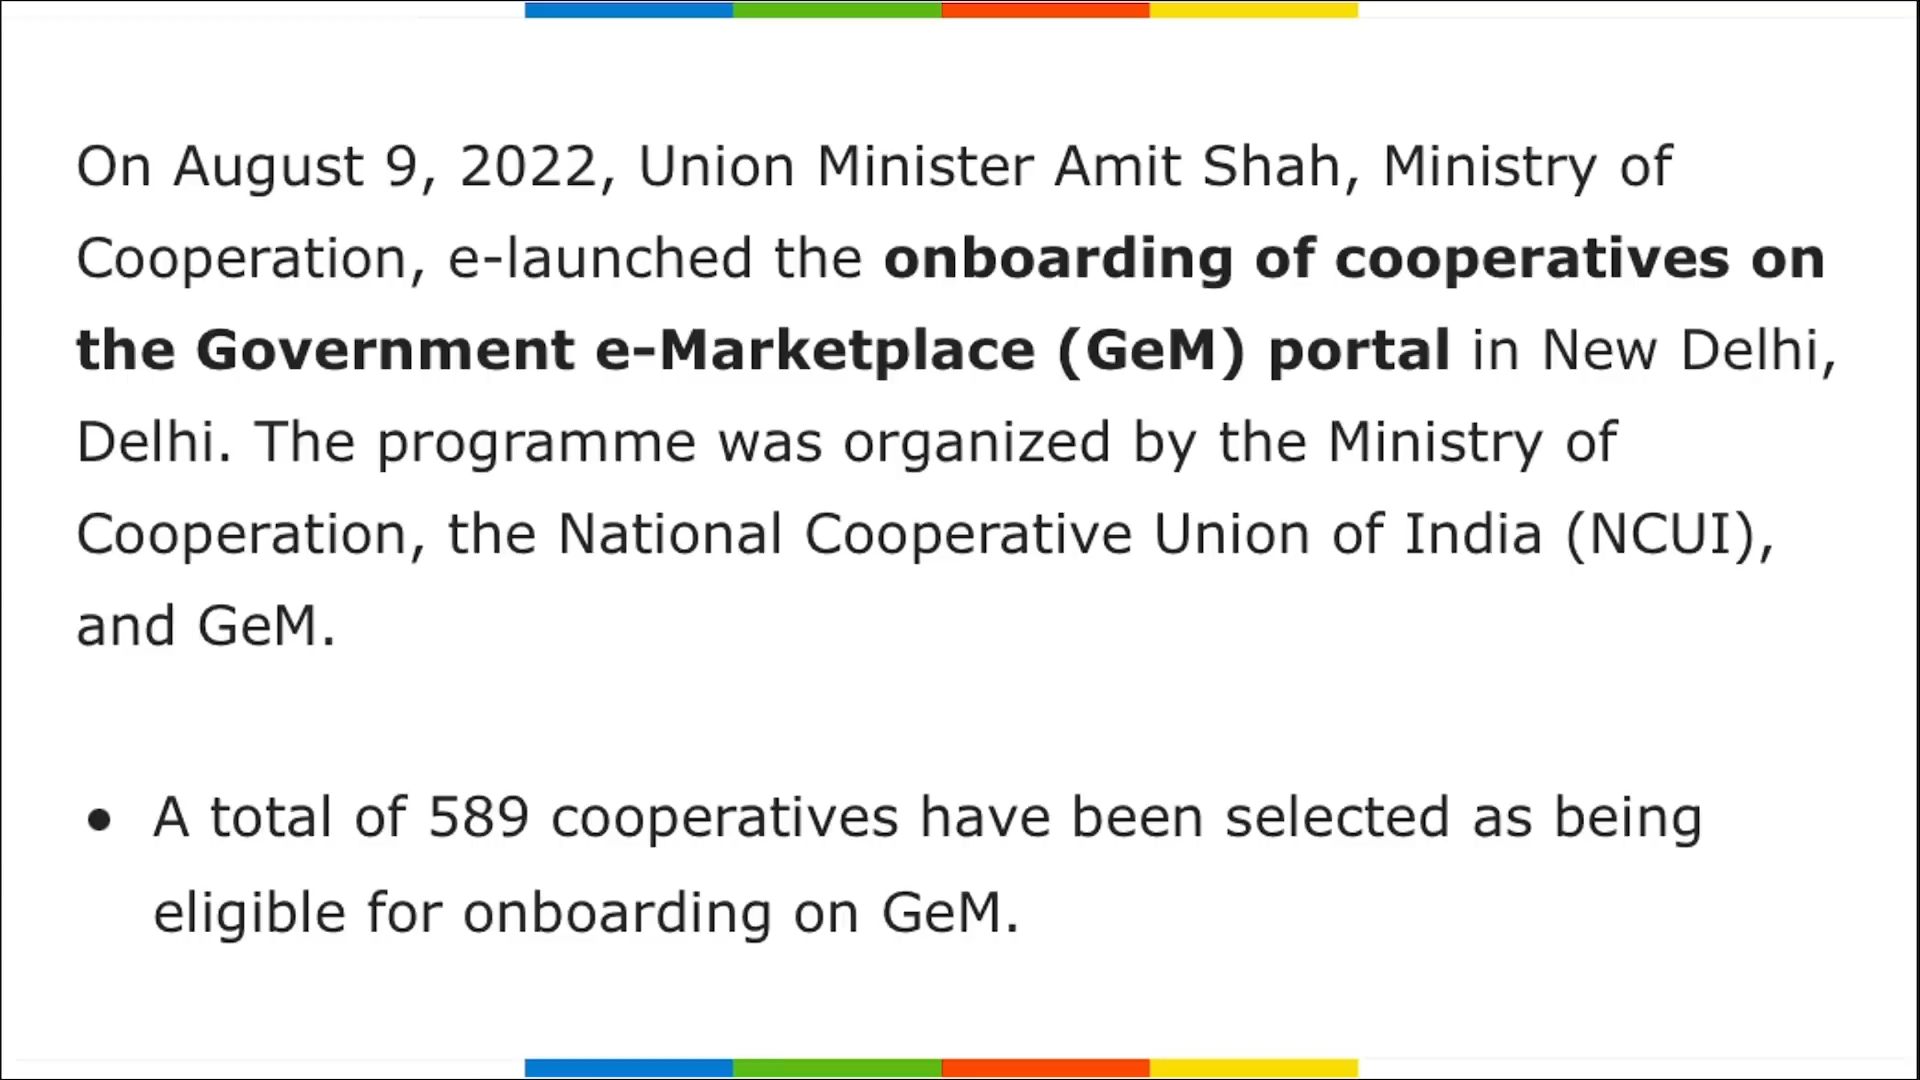 On August 9, 2022, Union Minister Amit Shah, Ministry of
Cooperation, e-launched the onboarding of cooperatives on
the Government e-Marketplace (GeM) portal in New Delhi,
Delhi. The programme was organized by the Ministry of
Cooperation, the National Cooperative Union of India (NCUI),
and GeM.
● A total of 589 cooperatives have been selected as being
eligible for onboarding on GeM.